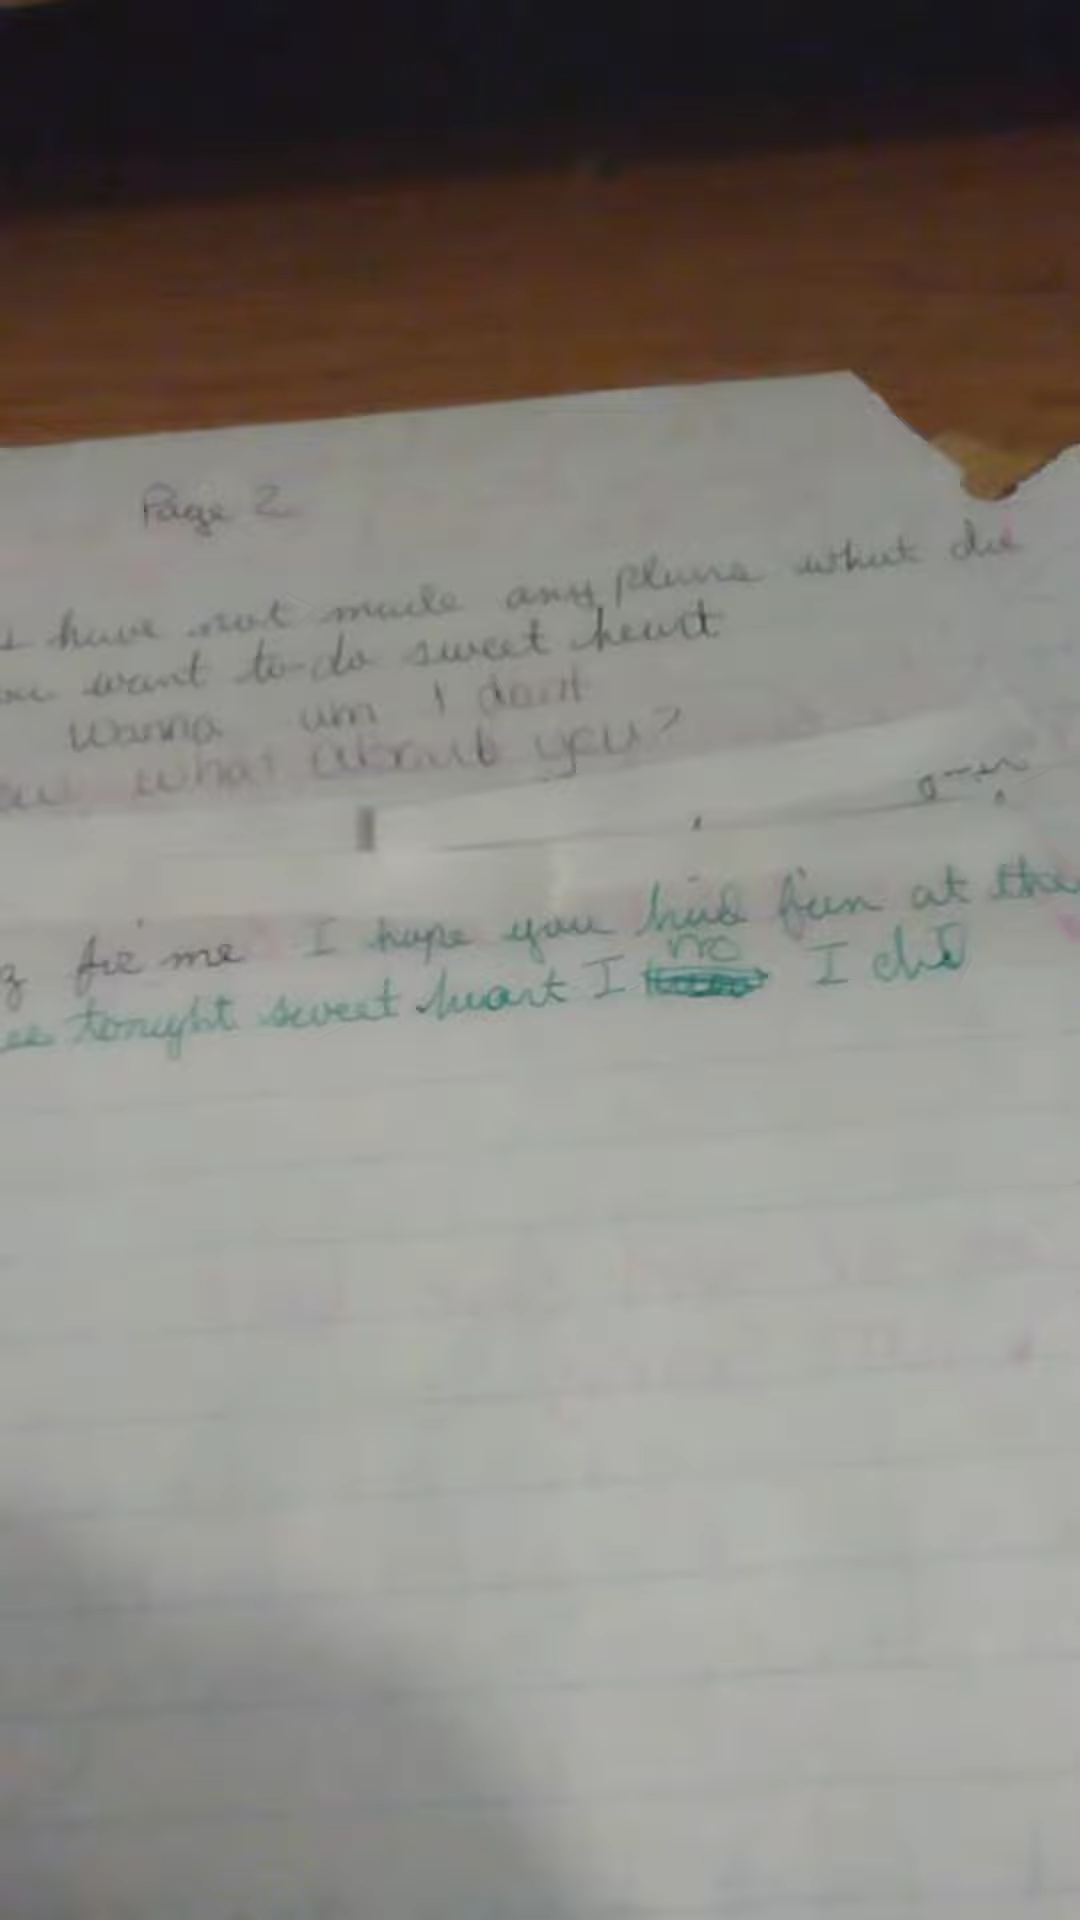 Page 2
I have not made any plans what do
want to do sweet heart
Wanna um I dont
what about you?
for me I hope you had fun at the
no
tonight sweet heart I I did